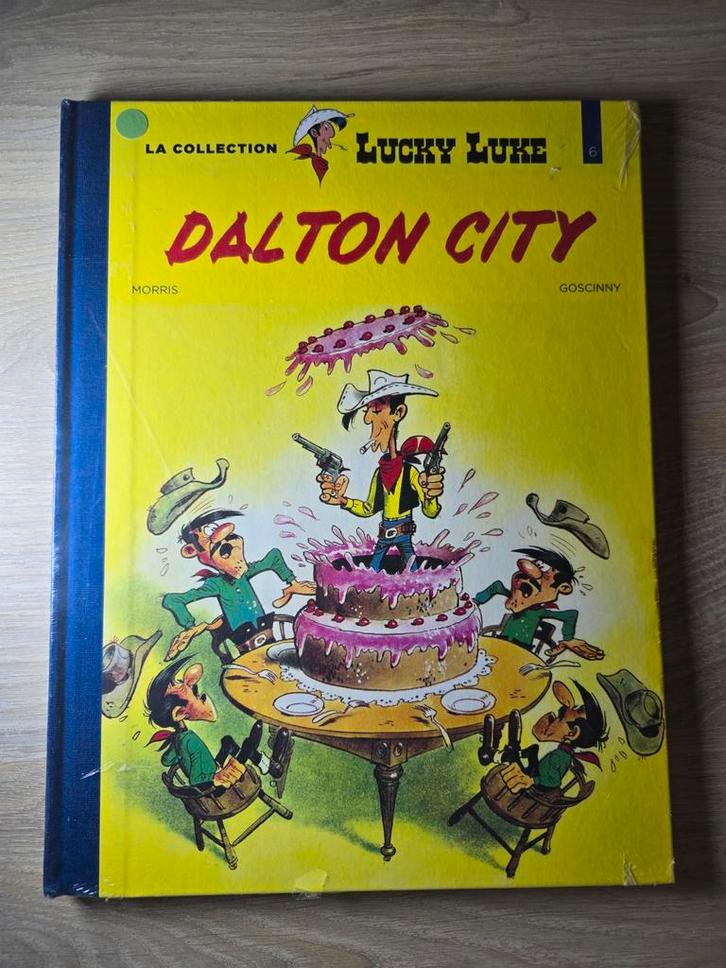 LA COLLECTION LUCKY LUKE 6
DALTON CITY
MORRIS GOSCINNY